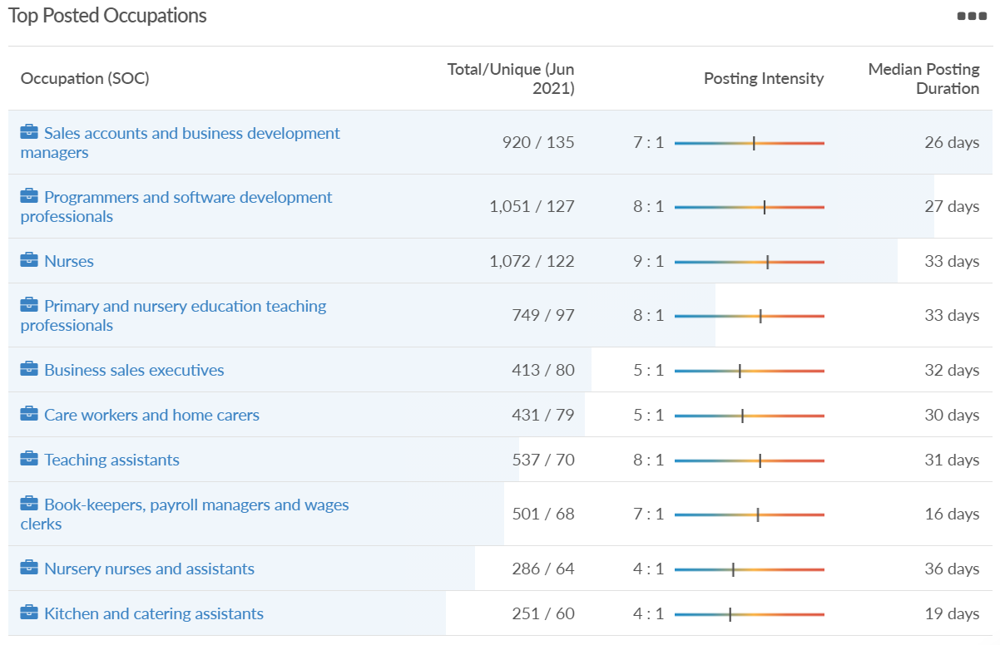 Top Posted Occupations
Occupation (SOC) Total/Unique (Jun 2021) Posting Intensity Median Posting Duration
Sales accounts and business development managers 920 / 135 7 : 1 26 days
Programmers and software development professionals 1,051 / 127 8 : 1 27 days
Nurses 1,072 / 122 9 : 1 33 days
Primary and nursery education teaching professionals 749 / 97 8 : 1 33 days
Business sales executives 413 / 80 5 : 1 32 days
Care workers and home carers 431 / 79 5 : 1 30 days
Teaching assistants 537 / 70 8 : 1 31 days
Book-keepers, payroll managers and wages clerks 501 / 68 7 : 1 16 days
Nursery nurses and assistants 286 / 64 4 : 1 36 days
Kitchen and catering assistants 251 / 60 4 : 1 19 days